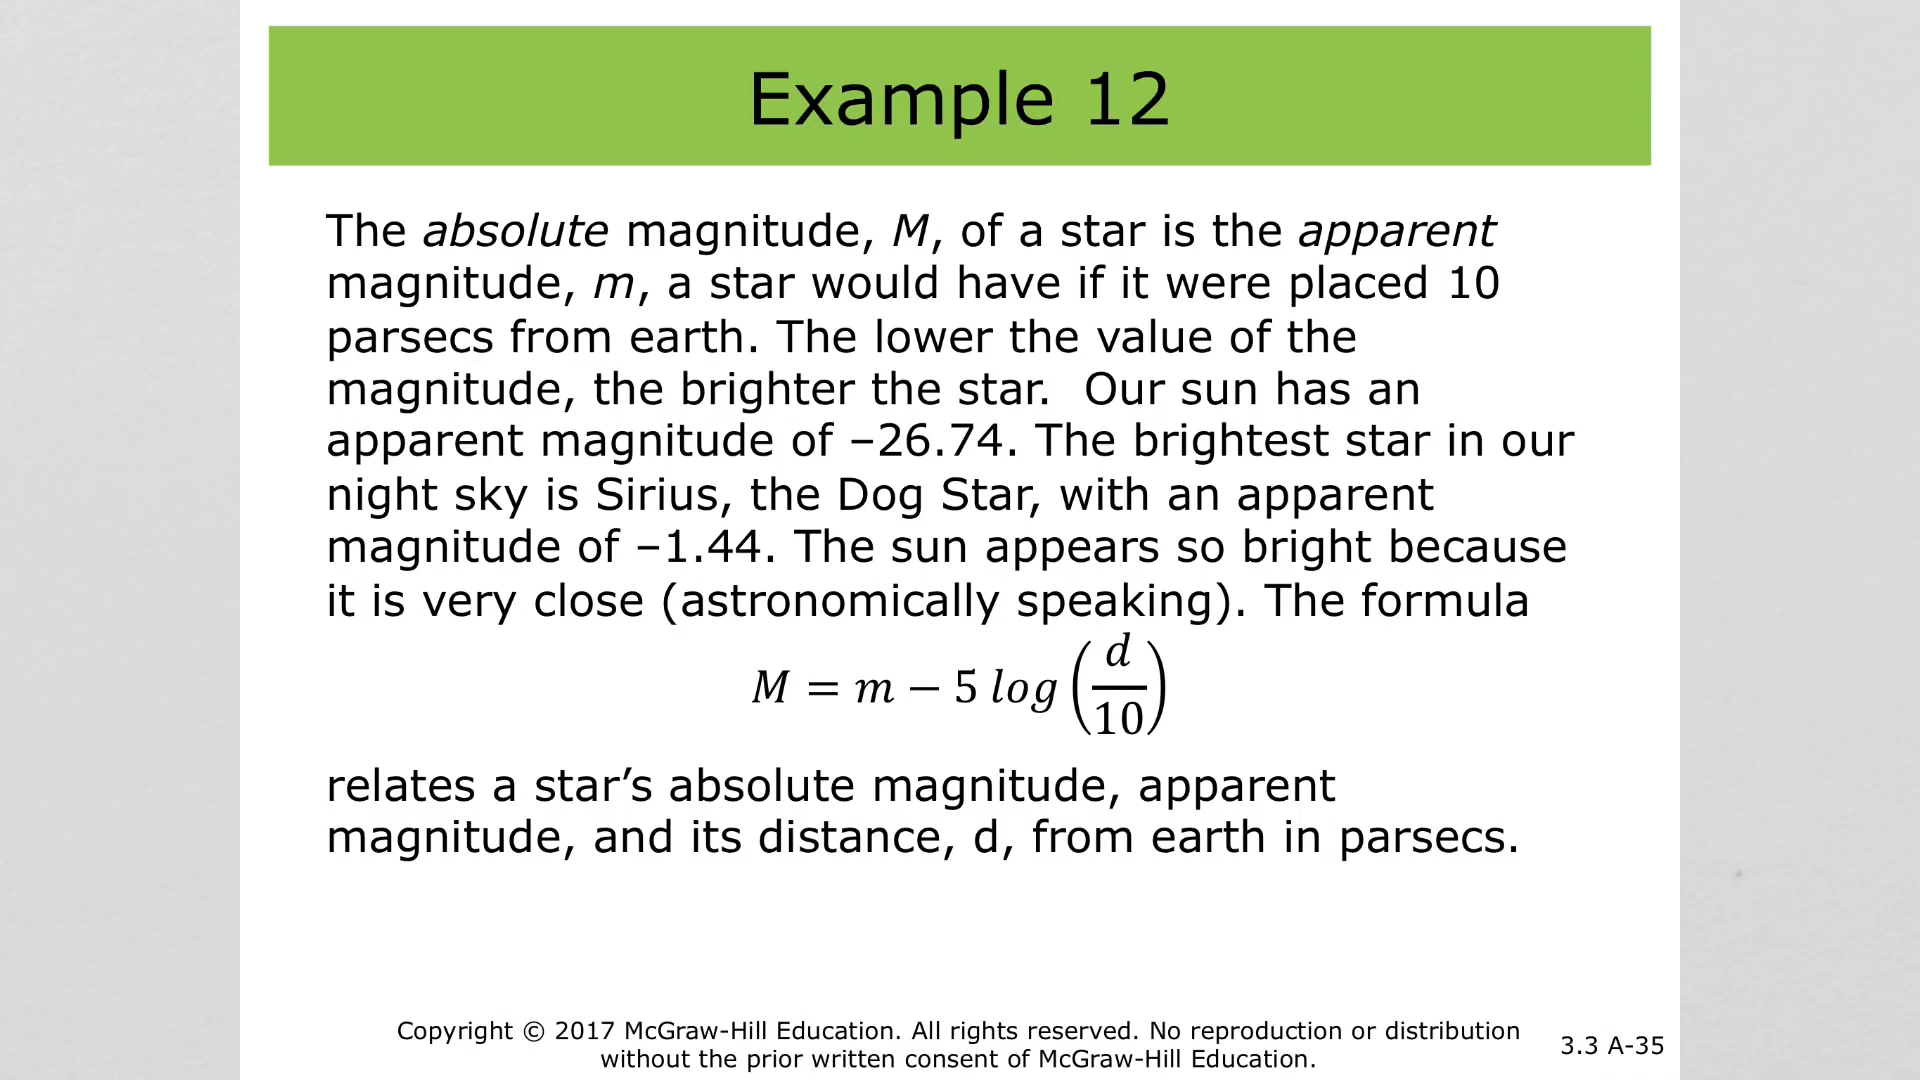 Example 12
The absolute magnitude, M, of a star is the apparent
magnitude, m, a star would have if it were placed 10
parsecs from earth. The lower the value of the
magnitude, the brighter the star.  Our sun has an
apparent magnitude of –26.74. The brightest star in our
night sky is Sirius, the Dog Star, with an apparent
magnitude of –1.44. The sun appears so bright because
it is very close (astronomically speaking). The formula
M = m − 5 log (d/10)
relates a star’s absolute magnitude, apparent
magnitude, and its distance, d, from earth in parsecs.
Copyright © 2017 McGraw-Hill Education. All rights reserved. No reproduction or distribution
without the prior written consent of McGraw-Hill Education.
3.3 A-35